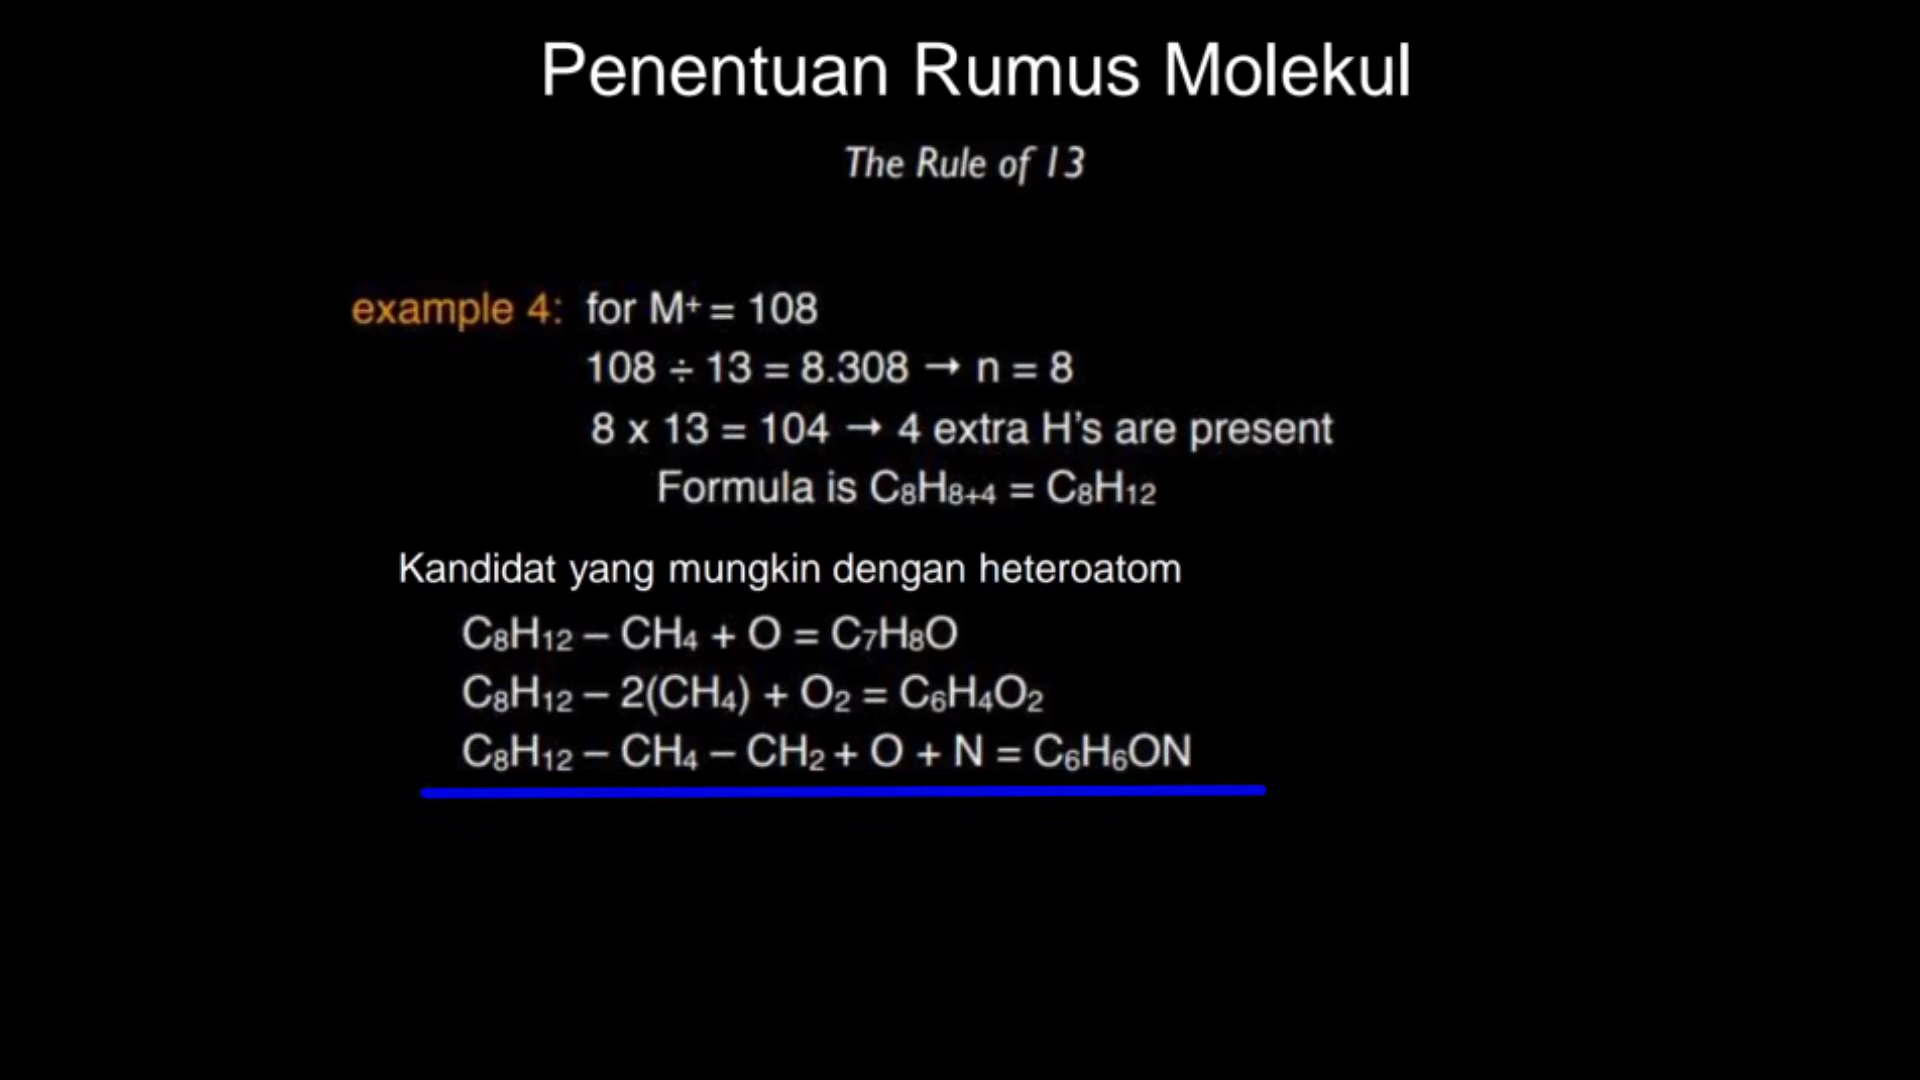 Penentuan Rumus Molekul
The Rule of 13
example 4: for M⁺ = 108
108 ÷ 13 = 8.308 → n = 8
8 x 13 = 104 → 4 extra H's are present
Formula is C₈H₈₊₄ = C₈H₁₂
Kandidat yang mungkin dengan heteroatom
C₈H₁₂ – CH₄ + O = C₇H₈O
C₈H₁₂ – 2(CH₄) + O₂ = C₆H₄O₂
C₈H₁₂ – CH₄ – CH₂ + O + N = C₆H₆ON